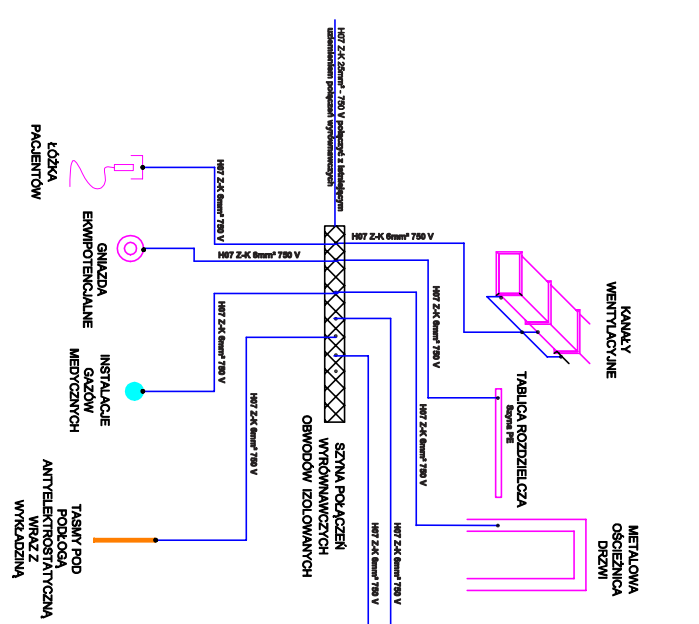 H07 Z-K 25mm² - 750 V połączyć z istniejącym
uziemieniem połączeń wyrównawczych
ŁÓŻKA
PACJENTÓW
H07 Z-K 6mm² 750 V
GNIAZDA
EKWIPOTENCJALNE
H07 Z-K 6mm² 750 V
INSTALACJE
GAZÓW
MEDYCZNYCH
H07 Z-K 6mm² 750 V
TASMY POD
PODŁOGĄ
ANTYELEKTROSTATYCZNĄ
WRAZ Z
WYKŁADZINĄ
H07 Z-K 6mm² 750 V
SZYNA POŁĄCZEŃ
WYRÓWNAWCZYCH
OBWODÓW IZOLOWANYCH
H07 Z-K 6mm² 750 V
KANAŁY
WENTYLACYJNE
H07 Z-K 6mm² 750 V
TABLICA ROZDZIELCZA
Szyna PE
H07 Z-K 6mm² 750 V
METALOWA
OŚCIEŻNICA
DRZWI
H07 Z-K 6mm² 750 V
H07 Z-K 6mm² 750 V